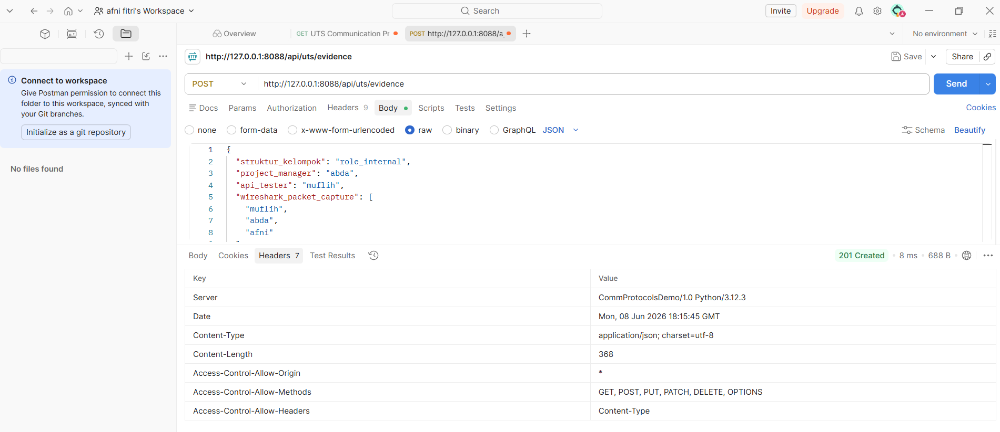 afni fitri's Workspace
Search
Invite
Upgrade
A
Overview
GET UTS Communication Pr
POST http://127.0.0.1:8088/a
No environment
HTTP
http://127.0.0.1:8088/api/uts/evidence
Save
Share
Connect to workspace
Give Postman permission to connect this
folder to this workspace, synced with
your Git branches.
Initialize as a git repository
No files found
POST
http://127.0.0.1:8088/api/uts/evidence
Send
Docs
Params
Authorization
Headers 9
Body
Scripts
Tests
Settings
Cookies
none
form-data
x-www-form-urlencoded
raw
binary
GraphQL
JSON
Schema
Beautify
1 {
2 "struktur_kelompok": "role_internal",
3 "project_manager": "abda",
4 "api_tester": "muflih",
5 "wireshark_packet_capture": [
6 "muflih",
7 "abda",
8 "afni"
Body
Cookies
Headers 7
Test Results
201 Created
8 ms
688 B
Key Value
Server CommProtocolsDemo/1.0 Python/3.12.3
Date Mon, 08 Jun 2026 18:15:45 GMT
Content-Type application/json; charset=utf-8
Content-Length 368
Access-Control-Allow-Origin *
Access-Control-Allow-Methods GET, POST, PUT, PATCH, DELETE, OPTIONS
Access-Control-Allow-Headers Content-Type